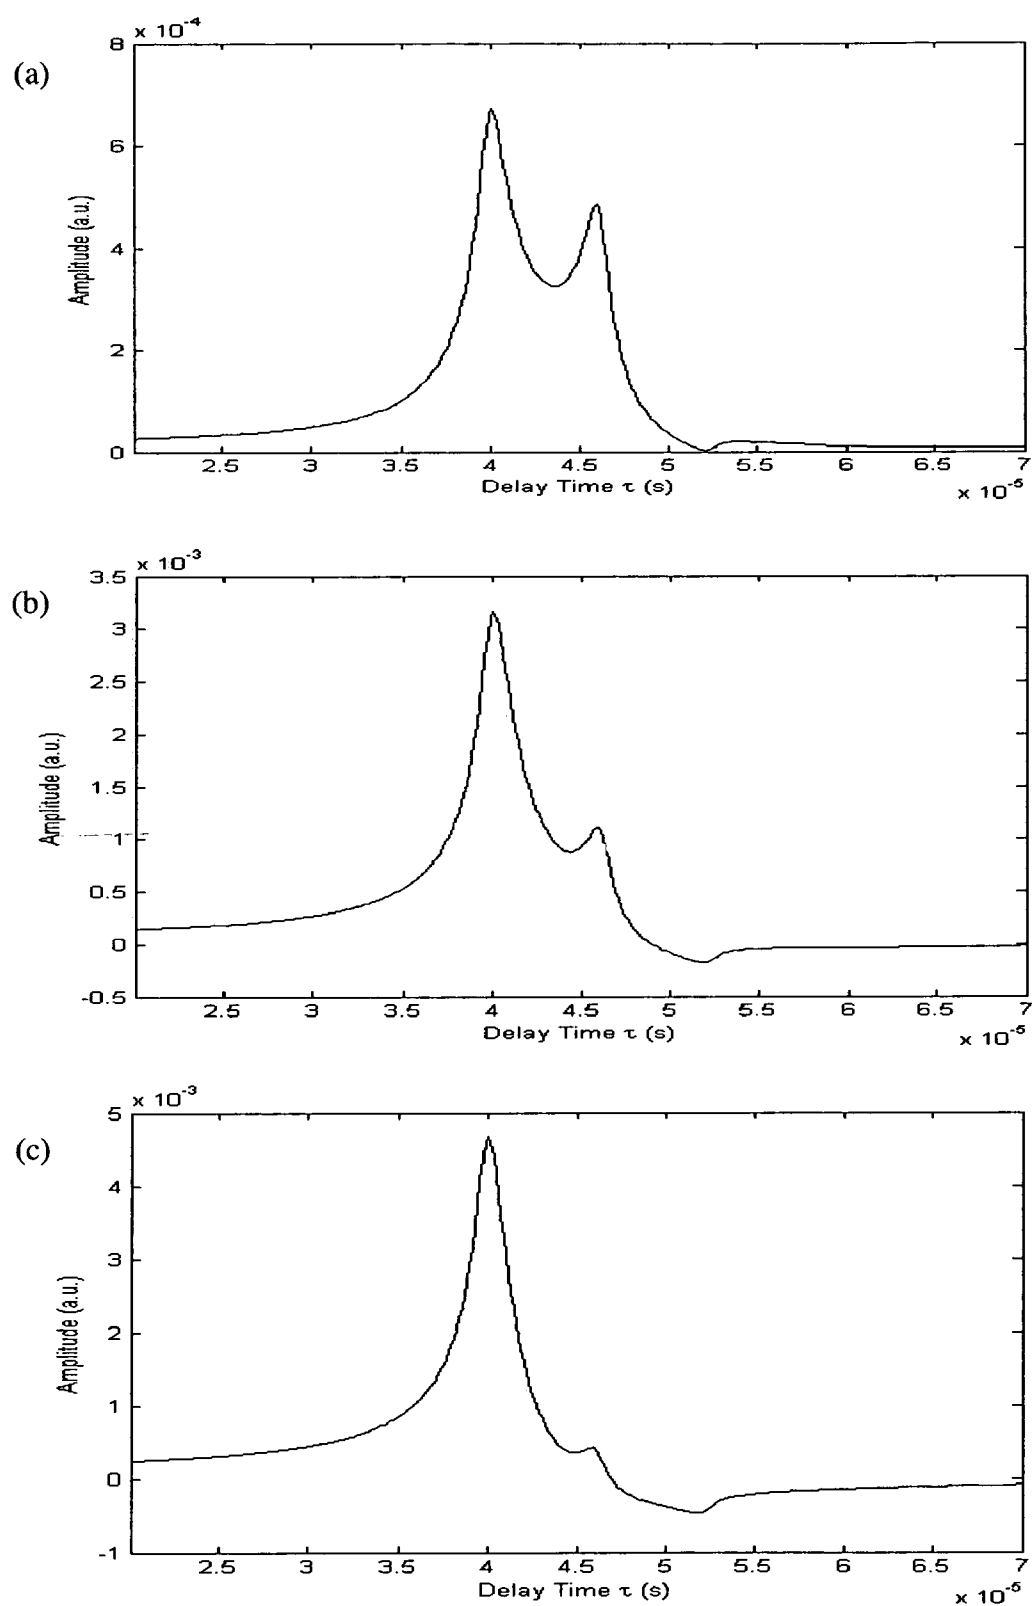 (a)
x 10⁻⁴
8
6
4
2
0
Amplitude (a.u.)
2.5 3 3.5 4 4.5 5 5.5 6 6.5 7
Delay Time τ (s)
x 10⁻⁵
(b)
x 10⁻³
3.5
3
2.5
2
1.5
1
0.5
0
-0.5
Amplitude (a.u.)
2.5 3 3.5 4 4.5 5 5.5 6 6.5 7
Delay Time τ (s)
x 10⁻⁵
(c)
x 10⁻³
5
4
3
2
1
0
-1
Amplitude (a.u.)
2.5 3 3.5 4 4.5 5 5.5 6 6.5 7
Delay Time τ (s)
x 10⁻⁵